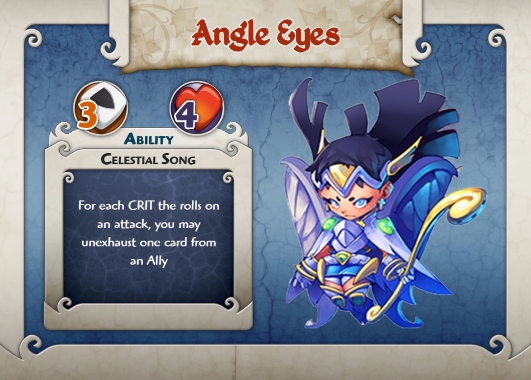 Angle Eyes
3
4
Ability
Celestial Song
For each CRIT the rolls on
an attack, you may
unexhaust one card from
an Ally